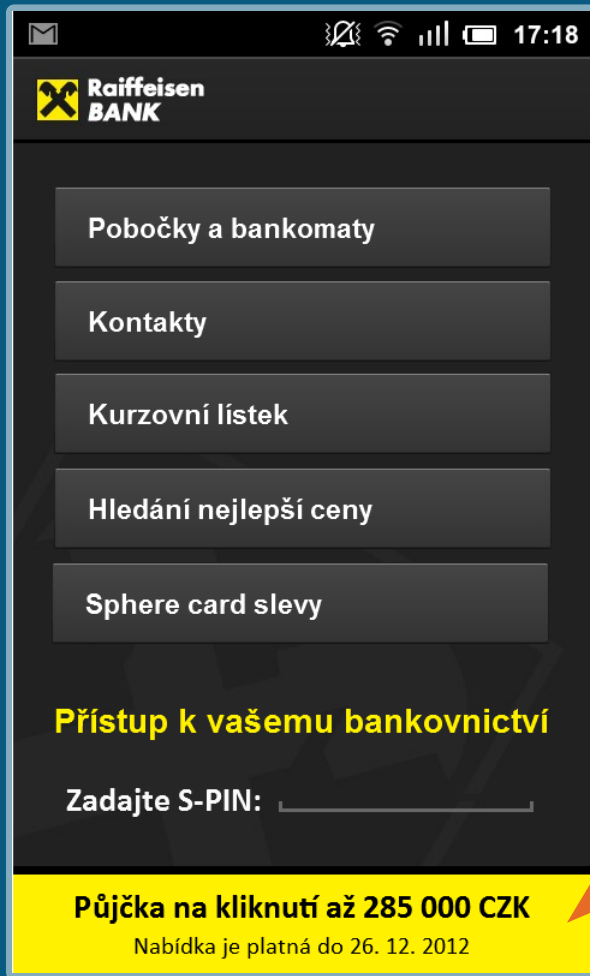 17:18
Raiffeisen
BANK
Pobočky a bankomaty
Kontakty
Kurzovní lístek
Hledání nejlepší ceny
Sphere card slevy
Přístup k vašemu bankovnictví
Zadajte S-PIN:
Půjčka na kliknutí až 285 000 CZK
Nabídka je platná do 26. 12. 2012